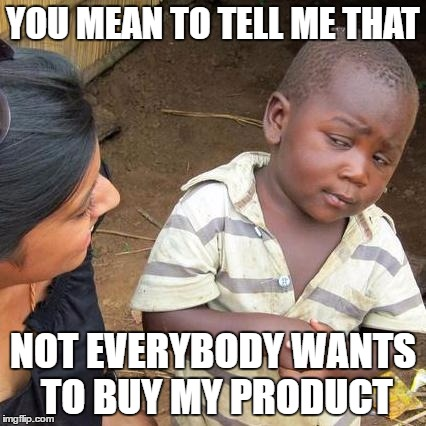 YOU MEAN TO TELL ME THAT
NOT EVERYBODY WANTS
TO BUY MY PRODUCT
imgflip.com